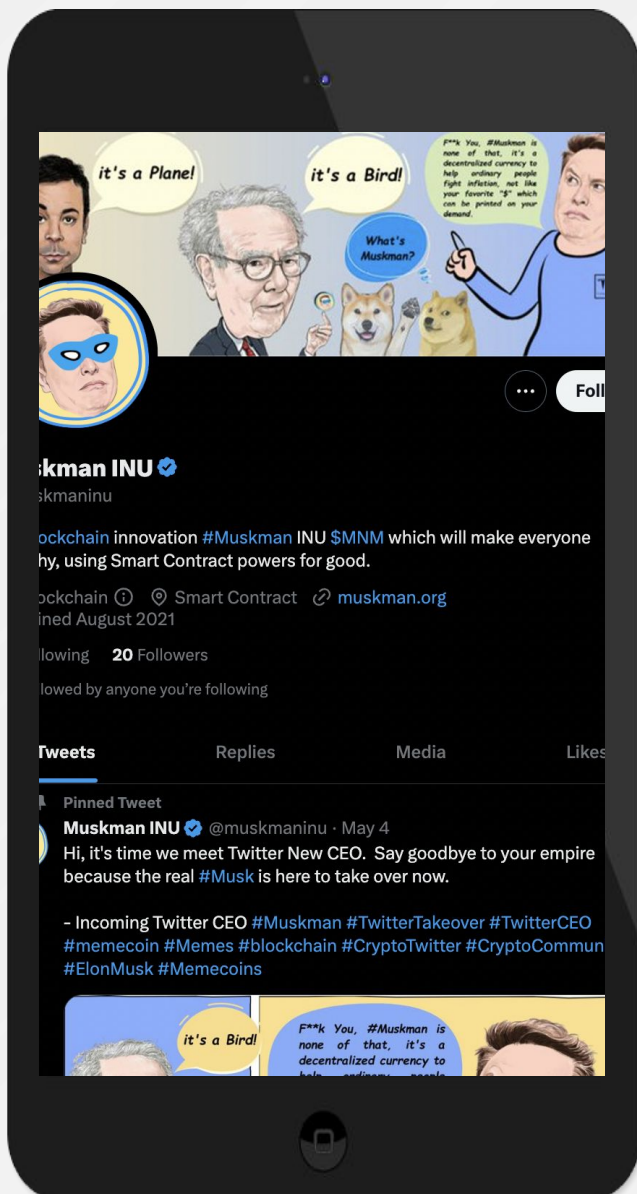 it's a Plane!
it's a Bird!
F**k You, #Muskman is
none of that, it's a
decentralized currency to
help ordinary people
fight infletion, not like
your favorite "$" which
can be printed on your
demand.
What's
Muskman?
Foll
skman INU
skmaninu
ockchain innovation #Muskman INU $MNM which will make everyone
hy, using Smart Contract powers for good.
ockchain Smart Contract muskman.org
ined August 2021
llowing 20 Followers
lowed by anyone you're following
Tweets Replies Media Likes
Pinned Tweet
Muskman INU @muskmaninu · May 4
Hi, it's time we meet Twitter New CEO. Say goodbye to your empire
because the real #Musk is here to take over now.
– Incoming Twitter CEO #Muskman #TwitterTakeover #TwitterCEO
#memecoin #Memes #blockchain #CryptoTwitter #CryptoCommun
#ElonMusk #Memecoins
it's a Bird!
F**k You, #Muskman is
none of that, it's a
decentralized currency to
help ordinary people